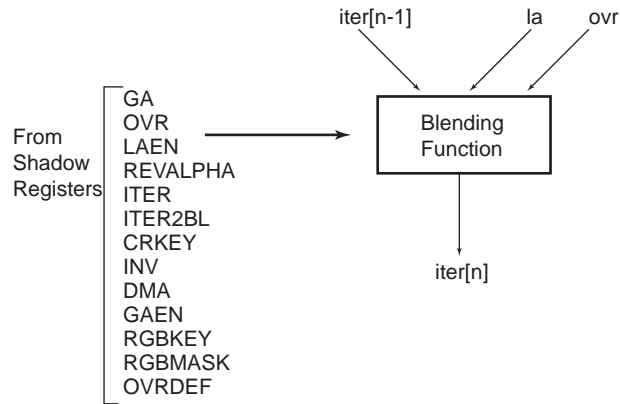 iter[n-1] la ovr
From
Shadow
Registers
GA
OVR
LAEN
REVALPHA
ITER
ITER2BL
CRKEY
INV
DMA
GAEN
RGBKEY
RGBMASK
OVRDEF
Blending
Function
iter[n]